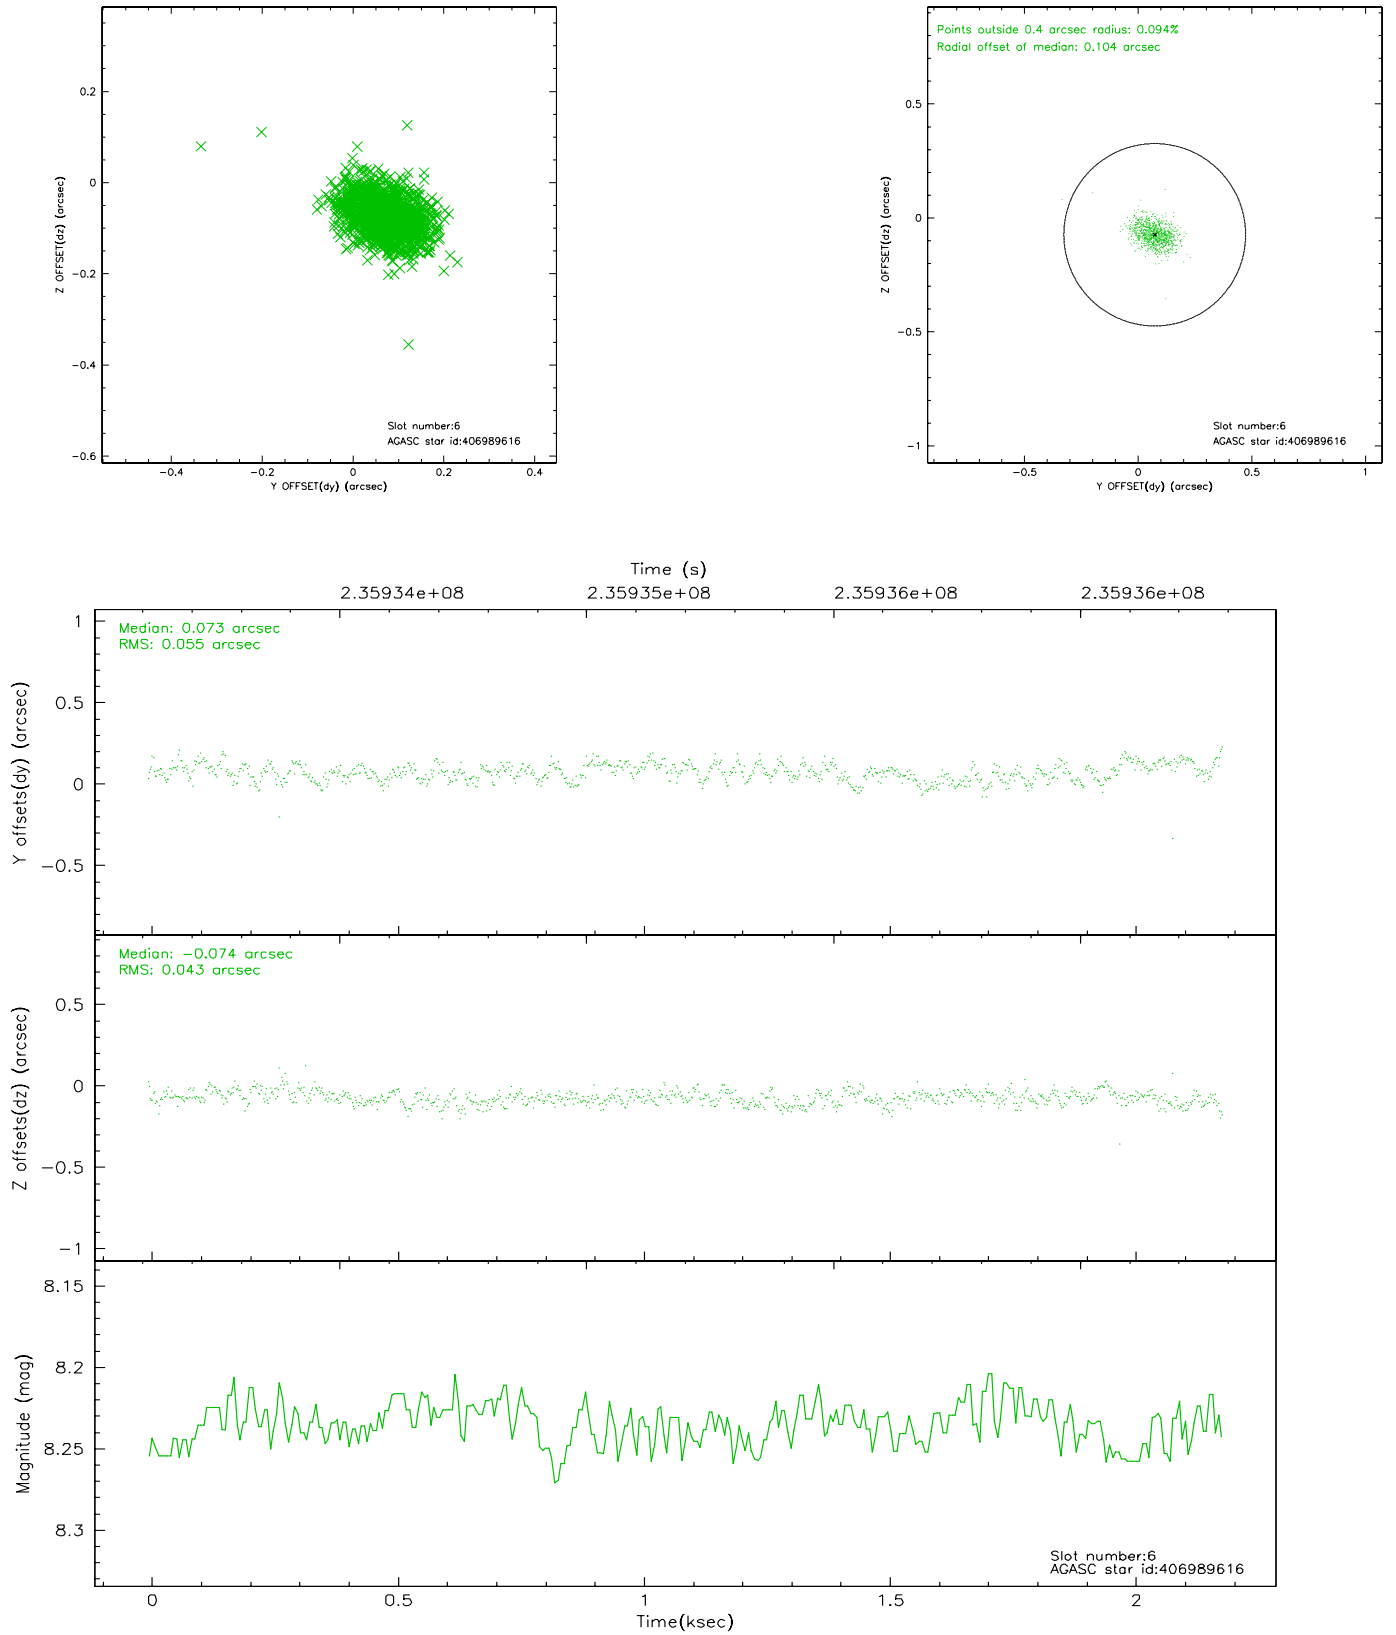 0.2
0
−0.2
−0.4
−0.6
Z OFFSET(dz) (arcsec)
−0.4
−0.2
0
0.2
0.4
Y OFFSET(dy) (arcsec)
Slot number:6
AGASC star id:406989616
Points outside 0.4 arcsec radius: 0.094%
Radial offset of median: 0.104 arcsec
0.5
0
−0.5
−1
Z OFFSET(dz) (arcsec)
−0.5
0
0.5
1
Y OFFSET(dy) (arcsec)
Slot number:6
AGASC star id:406989616
Time (s)
2.35934e+08
2.35935e+08
2.35936e+08
2.35936e+08
Median: 0.073 arcsec
RMS: 0.055 arcsec
1
0.5
0
−0.5
Y offsets(dy) (arcsec)
Median: −0.074 arcsec
RMS: 0.043 arcsec
0.5
0
−0.5
−1
Z offsets(dz) (arcsec)
8.15
8.2
8.25
8.3
Magnitude (mag)
Slot number:6
AGASC star id:406989616
0
0.5
1
1.5
2
Time(ksec)